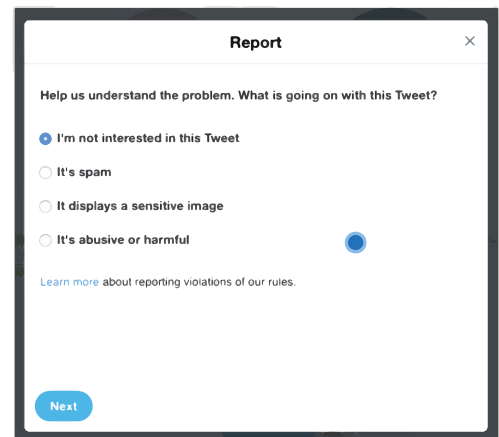 Report
Help us understand the problem. What is going on with this Tweet?
I'm not interested in this Tweet
It's spam
It displays a sensitive image
It's abusive or harmful
Learn more about reporting violations of our rules.
Next